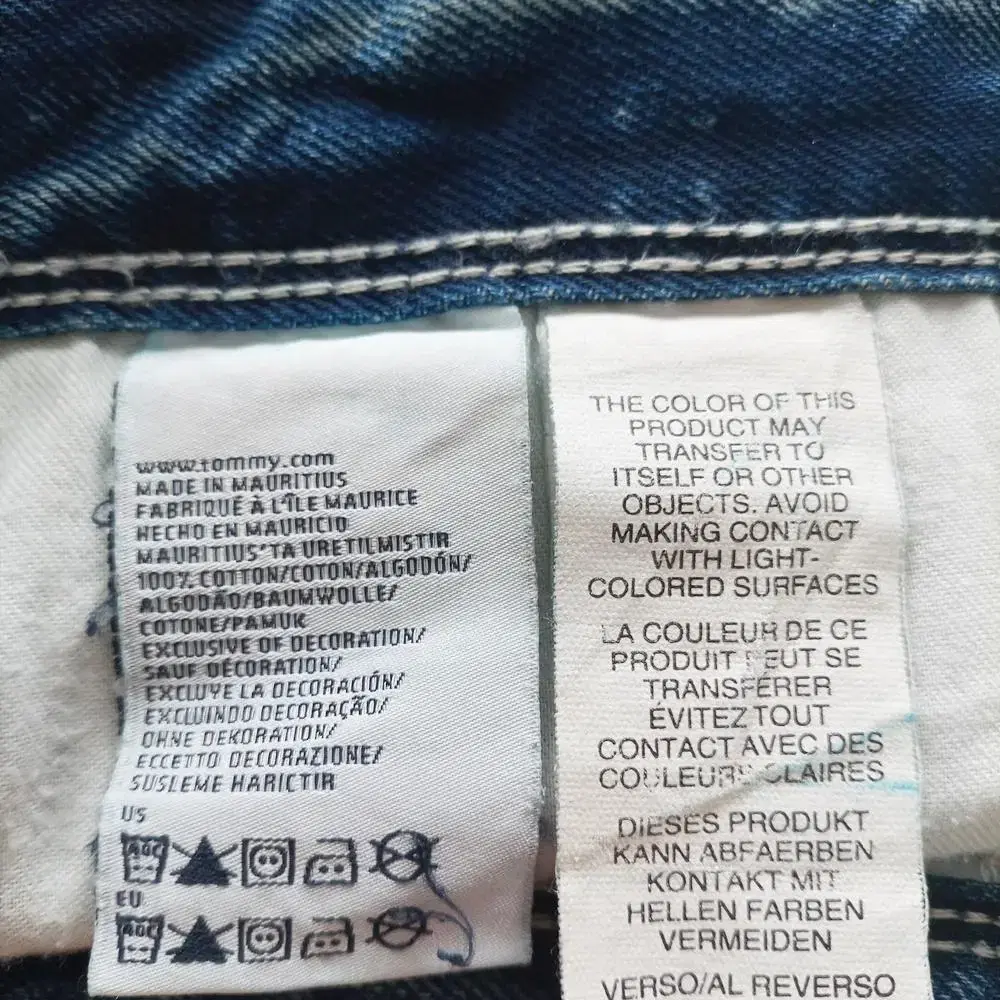 www.tommy.com
MADE IN MAURITIUS
FABRIQUÉ À L'ÎLE MAURICE
HECHO EN MAURICIO
MAURITIUS'TA URETILMISTIR
100% COTTON/COTON/ALGODÓN/
ALGODÃO/BAUMWOLLE/
COTONE/PAMUK
EXCLUSIVE OF DECORATION/
SAUF DÉCORATION/
EXCLUYE LA DECORACIÓN/
EXCLUINDO DECORAÇÃO/
OHNE DEKORATION/
ECCETTO DECORAZIONE/
SUSLEME HARICTIR
US
EU
THE COLOR OF THIS
PRODUCT MAY
TRANSFER TO
ITSELF OR OTHER
OBJECTS. AVOID
MAKING CONTACT
WITH LIGHT-
COLORED SURFACES
LA COULEUR DE CE
PRODUIT PEUT SE
TRANSFÉRER
ÉVITEZ TOUT
CONTACT AVEC DES
COULEURS CLAIRES
DIESES PRODUKT
KANN ABFAERBEN
KONTAKT MIT
HELLEN FARBEN
VERMEIDEN
VERSO/AL REVERSO